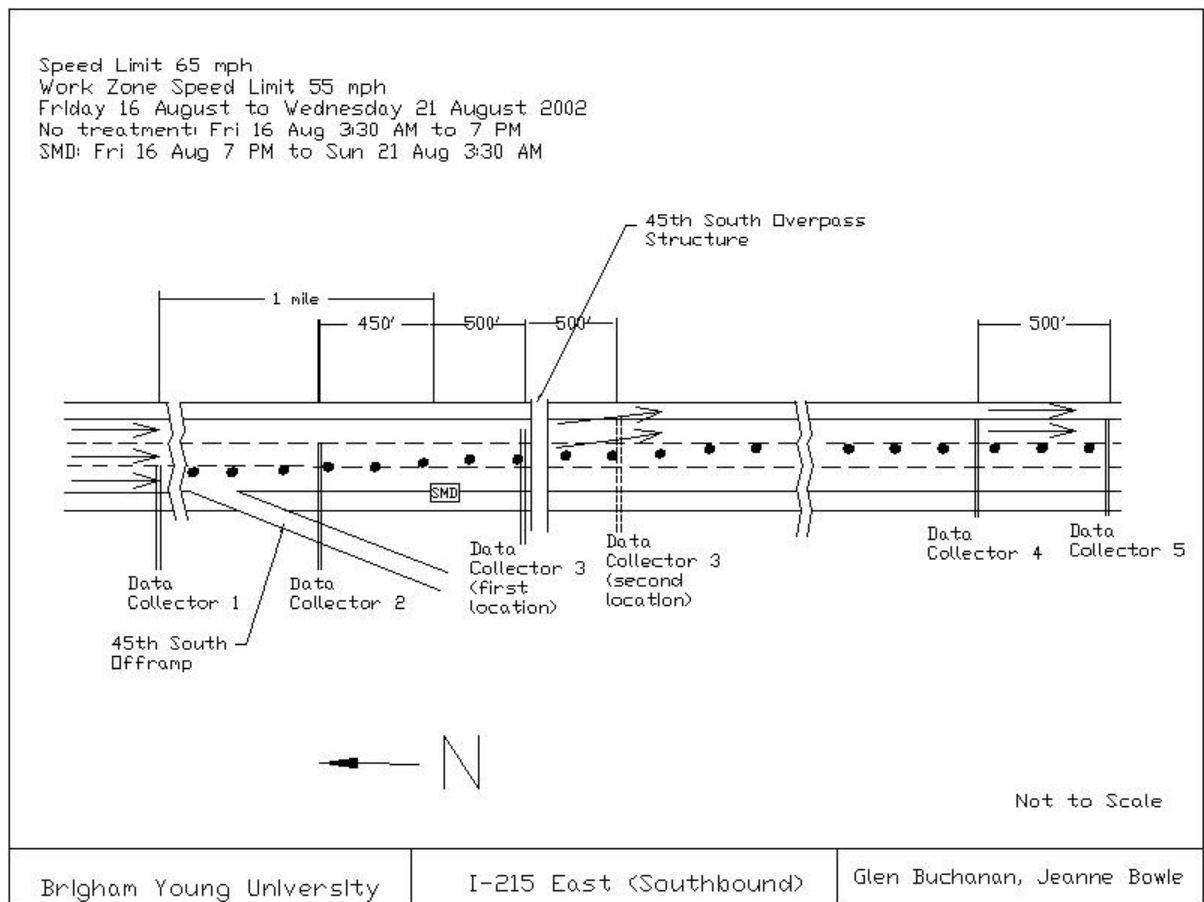 Speed Limit 65 mph
Work Zone Speed Limit 55 mph
Friday 16 August to Wednesday 21 August 2002
No treatment: Fri 16 Aug 3:30 AM to 7 PM
SMD: Fri 16 Aug 7 PM to Sun 21 Aug 3:30 AM
45th South Overpass
Structure
1 mile
450'
500'
500'
500'
SMD
Data
Collector 1
Data
Collector 2
Data
Collector 3
(first
location)
Data
Collector 3
(second
location)
Data
Collector 4
Data
Collector 5
45th South
Offramp
N
Not to Scale
Brigham Young University
I-215 East (Southbound)
Glen Buchanan, Jeanne Bowle